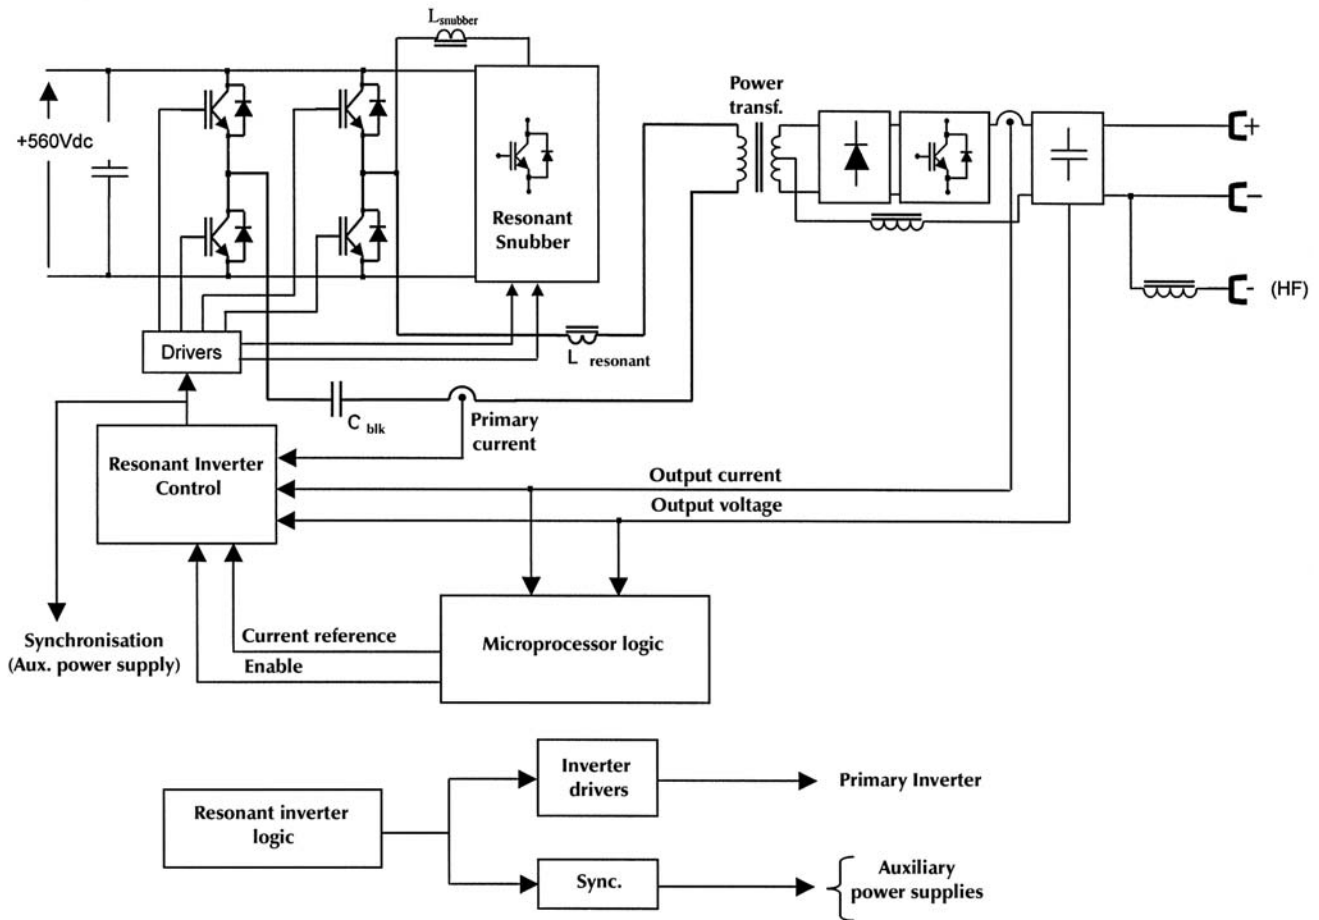 Lsnubber
+560Vdc
Resonant
Snubber
Power
transf.
+
-
- (HF)
Drivers
L resonant
C blk
Primary
current
Resonant Inverter
Control
Output current
Output voltage
Synchronisation
(Aux. power supply)
Current reference
Enable
Microprocessor logic
Resonant inverter
logic
Inverter
drivers
Primary Inverter
Sync.
Auxiliary
power supplies